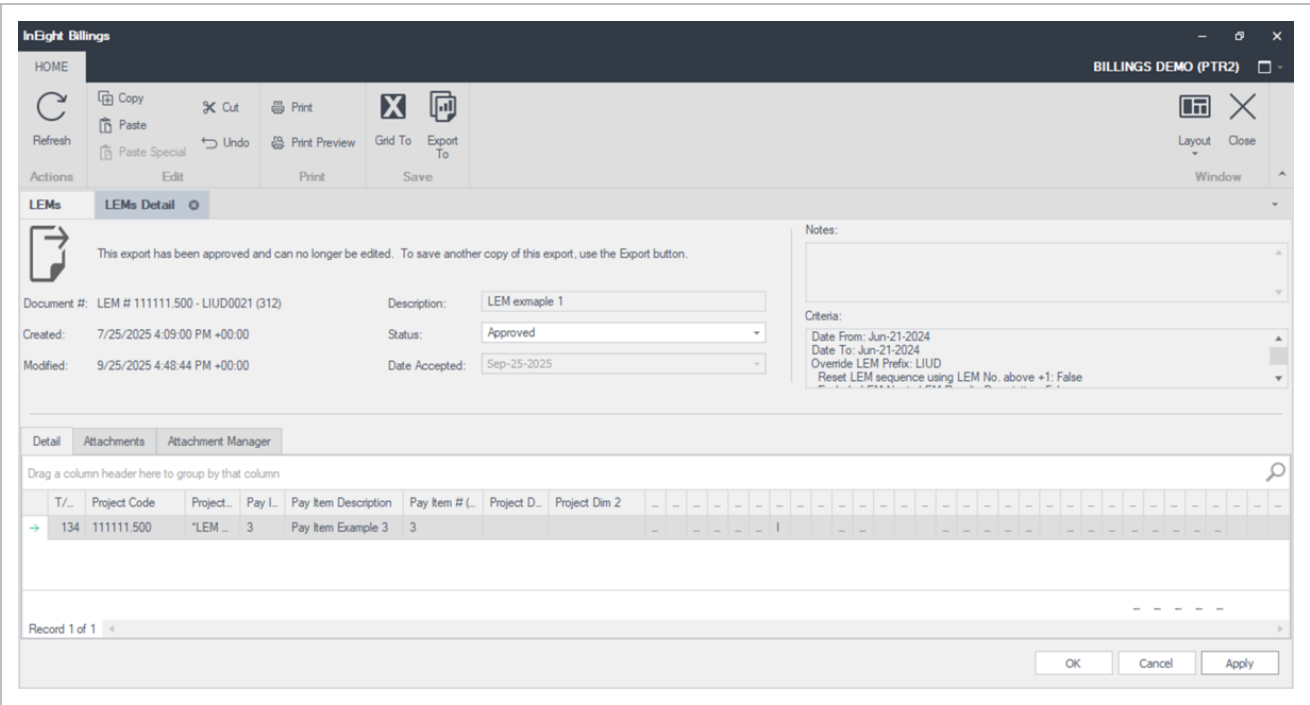 InEight Billings
HOME
BILLINGS DEMO (PTR2)
Refresh
Copy
Paste
Paste Special
Cut
Undo
Print
Print Preview
Grid To
Export To
Layout
Close
Actions Edit Print Save Window
LEMs LEMs Detail
This export has been approved and can no longer be edited. To save another copy of this export, use the Export button.
Document #: LEM # 111111.500 - LIUD0021 (312)
Created: 7/25/2025 4:09:00 PM +00:00
Modified: 9/25/2025 4:48:44 PM +00:00
Description: LEM exmaple 1
Status: Approved
Date Accepted: Sep-25-2025
Notes:
Criteria:
Date From: Jun-21-2024
Date To: Jun-21-2024
Override LEM Prefix: LIUD
Reset LEM sequence using LEM No. above +1: False
Detail Attachments Attachment Manager
Drag a column header here to group by that column
T/... Project Code Project... Pay I... Pay Item Description Pay Item # (... Project D... Project Dim 2
134 111111.500 "LEM ... 3 Pay Item Example 3 3 I
Record 1 of 1
OK Cancel Apply